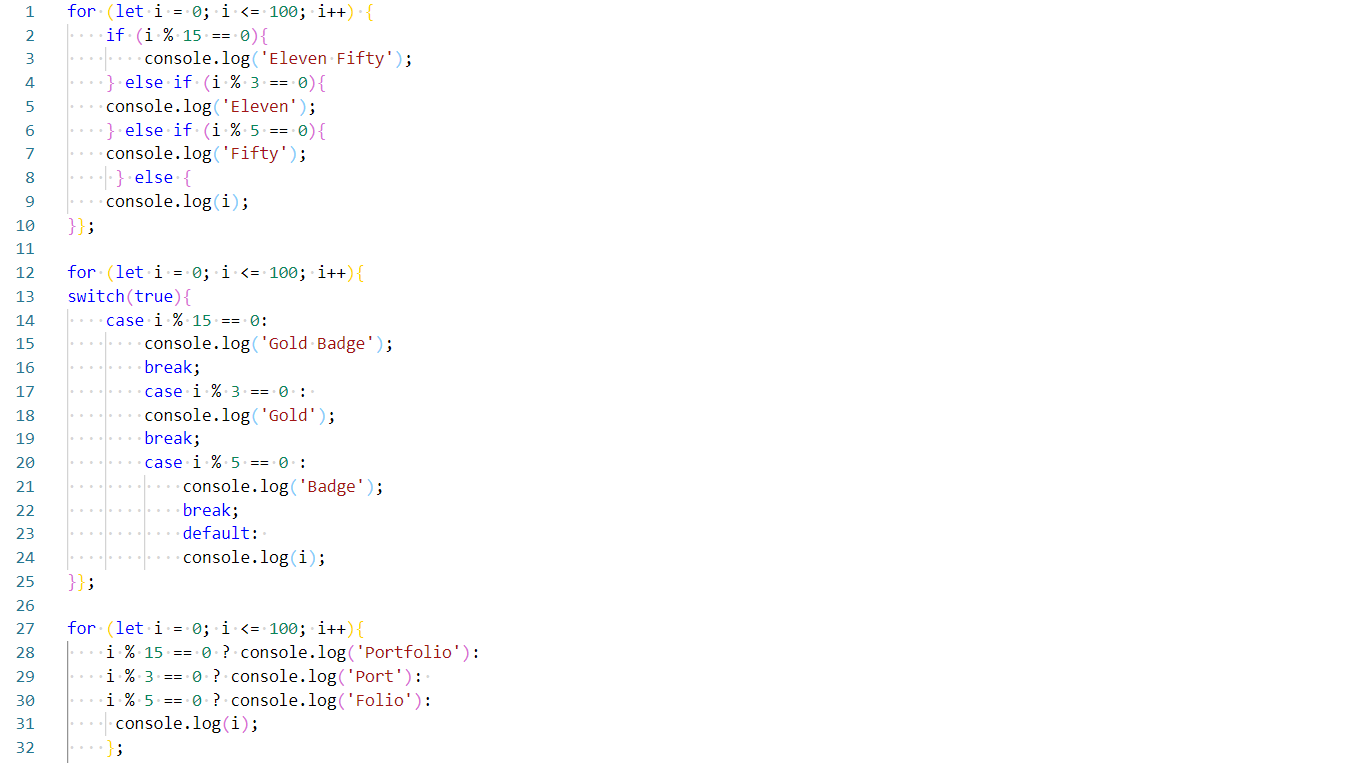 1 for (let i = 0; i <= 100; i++) {
2     if (i % 15 == 0){
3         console.log('Eleven Fifty');
4     } else if (i % 3 == 0){
5     console.log('Eleven');
6     } else if (i % 5 == 0){
7     console.log('Fifty');
8      } else {
9     console.log(i);
10 }};
11
12 for (let i = 0; i <= 100; i++){
13 switch(true){
14     case i % 15 == 0:
15         console.log('Gold Badge');
16         break;
17         case i % 3 == 0 :
18         console.log('Gold');
19         break;
20         case i % 5 == 0 :
21             console.log('Badge');
22             break;
23             default:
24             console.log(i);
25 }};
26
27 for (let i = 0; i <= 100; i++){
28     i % 15 == 0 ? console.log('Portfolio'):
29     i % 3 == 0 ? console.log('Port'):
30     i % 5 == 0 ? console.log('Folio'):
31      console.log(i);
32     };